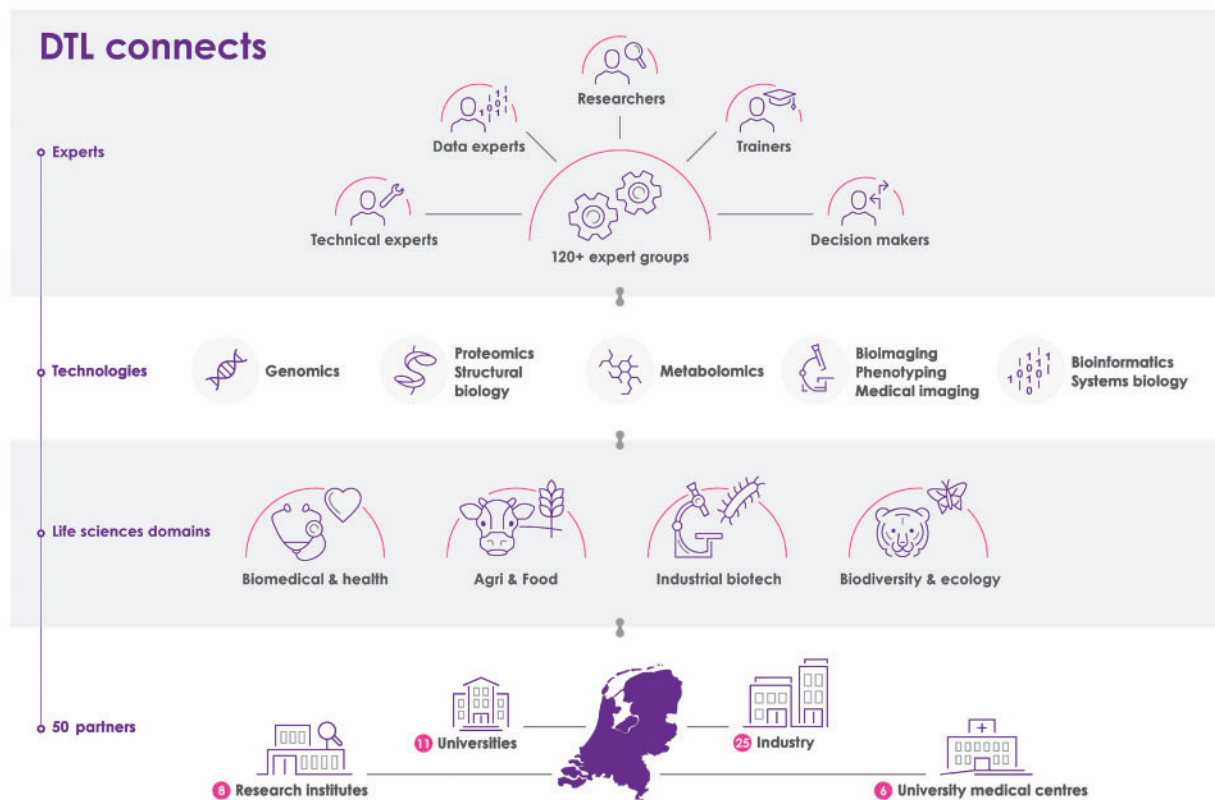 DTL connects
Experts
Researchers
Data experts
Trainers
Technical experts
Decision makers
120+ expert groups
Technologies
Genomics
Proteomics
Structural
biology
Metabolomics
Bioimaging
Phenotyping
Medical imaging
Bioinformatics
Systems biology
Life sciences domains
Biomedical & health
Agri & Food
Industrial biotech
Biodiversity & ecology
50 partners
11 Universities
25 Industry
8 Research institutes
6 University medical centres